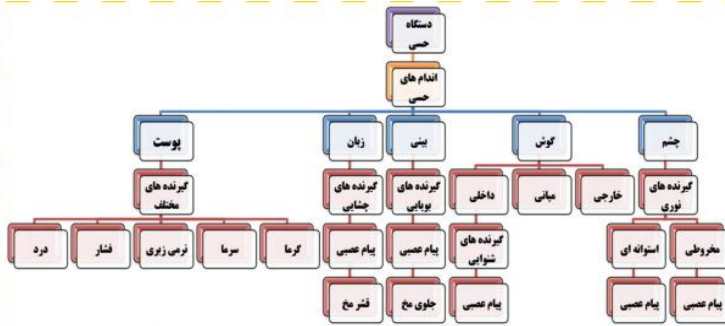 دستگاه
حسی
اندام های
حسی
چشم
گوش
بینی
زبان
پوست
گیرنده های
نوری
خارجی
میانی
داخلی
گیرنده های
بویایی
گیرنده های
چشایی
گیرنده های
مختلف
مخروطی
استوانه ای
گیرنده های
شنوایی
پیام عصبی
پیام عصبی
گرما
سرما
نرمی زبری
فشار
درد
پیام عصبی
پیام عصبی
پیام عصبی
جلوی مخ
قشر مخ